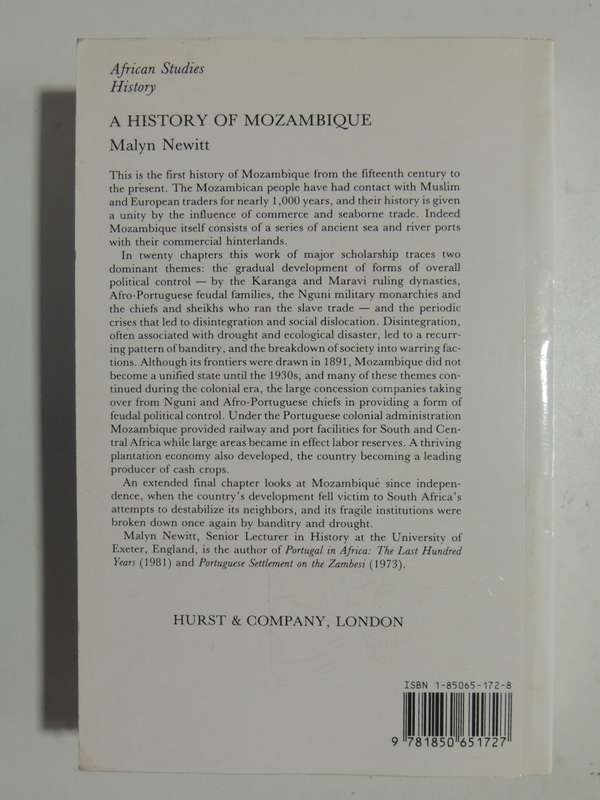 African Studies
History
A HISTORY OF MOZAMBIQUE
Malyn Newitt
This is the first history of Mozambique from the fifteenth century to
the present. The Mozambican people have had contact with Muslim
and European traders for nearly 1,000 years, and their history is given
a unity by the influence of commerce and seaborne trade. Indeed
Mozambique itself consists of a series of ancient sea and river ports
with their commercial hinterlands.
In twenty chapters this work of major scholarship traces two
dominant themes: the gradual development of forms of overall
political control — by the Karanga and Maravi ruling dynasties,
Afro-Portuguese feudal families, the Nguni military monarchies and
the chiefs and sheikhs who ran the slave trade — and the periodic
crises that led to disintegration and social dislocation. Disintegration,
often associated with drought and ecological disaster, led to a recurr-
ing pattern of banditry, and the breakdown of society into warring fac-
tions. Although its frontiers were drawn in 1891, Mozambique did not
become a unified state until the 1930s, and many of these themes con-
tinued during the colonial era, the large concession companies taking
over from Nguni and Afro-Portuguese chiefs in providing a form of
feudal political control. Under the Portuguese colonial administration
Mozambique provided railway and port facilities for South and Cen-
tral Africa while large areas became in effect labor reserves. A thriving
plantation economy also developed, the country becoming a leading
producer of cash crops.
An extended final chapter looks at Mozambique since indepen-
dence, when the country's development fell victim to South Africa's
attempts to destabilize its neighbors, and its fragile institutions were
broken down once again by banditry and drought.
Malyn Newitt, Senior Lecturer in History at the University of
Exeter, England, is the author of Portugal in Africa: The Last Hundred
Years (1981) and Portuguese Settlement on the Zambesi (1973).
HURST & COMPANY, LONDON
ISBN 1-85065-172-8
9 781850 651727